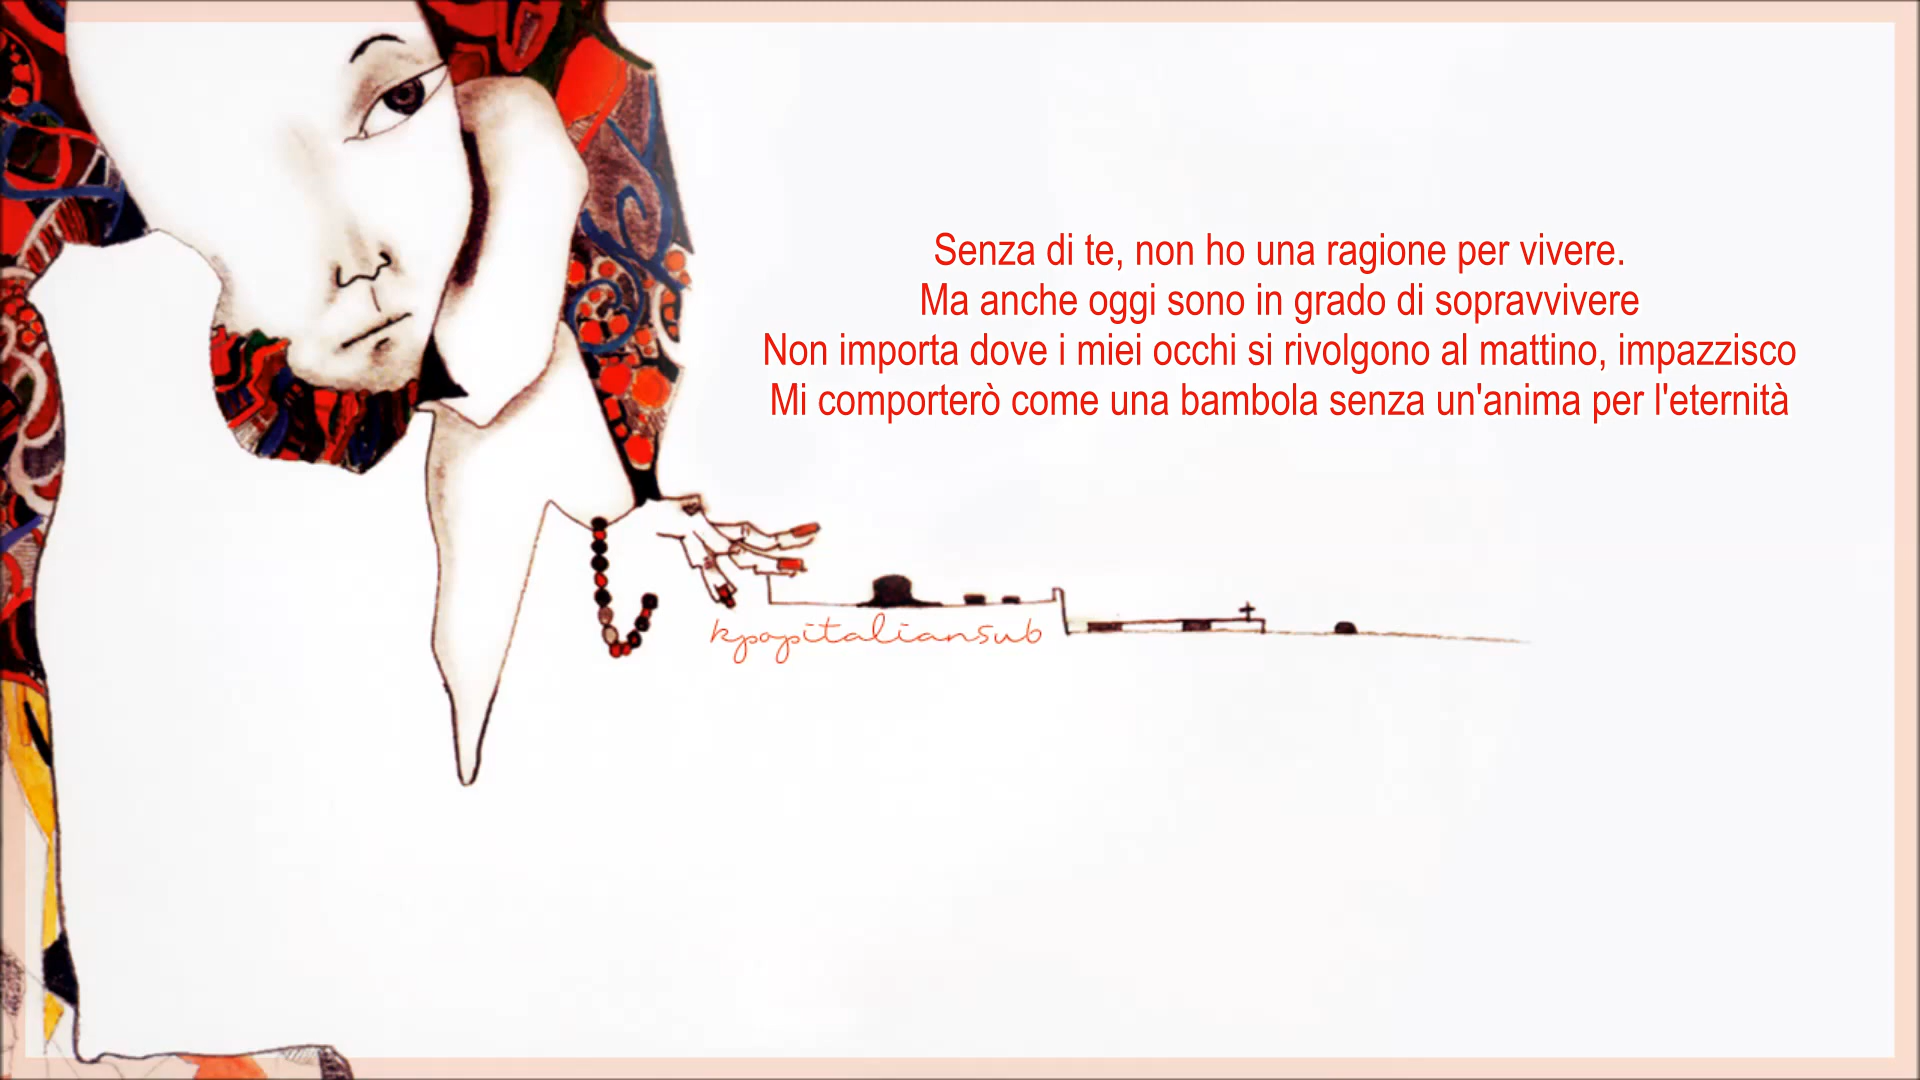 Senza di te, non ho una ragione per vivere.
Ma anche oggi sono in grado di sopravvivere
Non importa dove i miei occhi si rivolgono al mattino, impazzisco
Mi comporterò come una bambola senza un'anima per l'eternità
kpopitaliansub